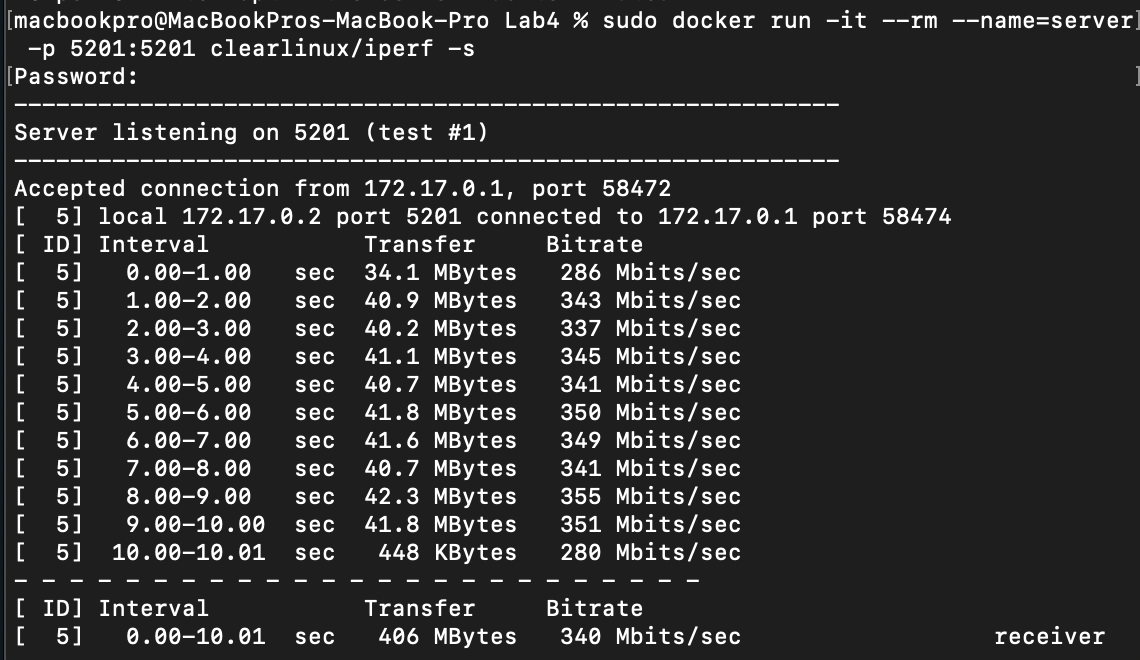 [macbookpro@MacBookPros-MacBook-Pro Lab4 % sudo docker run -it --rm --name=server]
 -p 5201:5201 clearlinux/iperf -s
[Password:                                                                      ]
-----------------------------------------------------------
Server listening on 5201 (test #1)
-----------------------------------------------------------
Accepted connection from 172.17.0.1, port 58472
[  5] local 172.17.0.2 port 5201 connected to 172.17.0.1 port 58474
[ ID] Interval           Transfer     Bitrate
[  5]   0.00-1.00   sec  34.1 MBytes   286 Mbits/sec
[  5]   1.00-2.00   sec  40.9 MBytes   343 Mbits/sec
[  5]   2.00-3.00   sec  40.2 MBytes   337 Mbits/sec
[  5]   3.00-4.00   sec  41.1 MBytes   345 Mbits/sec
[  5]   4.00-5.00   sec  40.7 MBytes   341 Mbits/sec
[  5]   5.00-6.00   sec  41.8 MBytes   350 Mbits/sec
[  5]   6.00-7.00   sec  41.6 MBytes   349 Mbits/sec
[  5]   7.00-8.00   sec  40.7 MBytes   341 Mbits/sec
[  5]   8.00-9.00   sec  42.3 MBytes   355 Mbits/sec
[  5]   9.00-10.00  sec  41.8 MBytes   351 Mbits/sec
[  5]  10.00-10.01  sec   448 KBytes   280 Mbits/sec
- - - - - - - - - - - - - - - - - - - - - - - - -
[ ID] Interval           Transfer     Bitrate
[  5]   0.00-10.01  sec   406 MBytes   340 Mbits/sec                  receiver